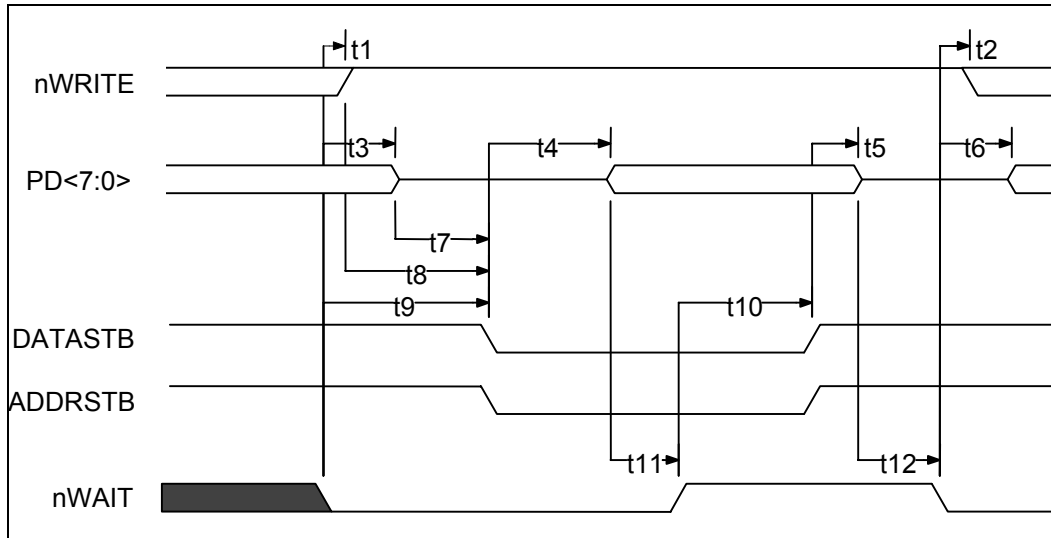 t1 t2
nWRITE
t3 t4 t5 t6
PD<7:0>
t7
t8
t9 t10
DATASTB
ADDRSTB
t11 t12
nWAIT